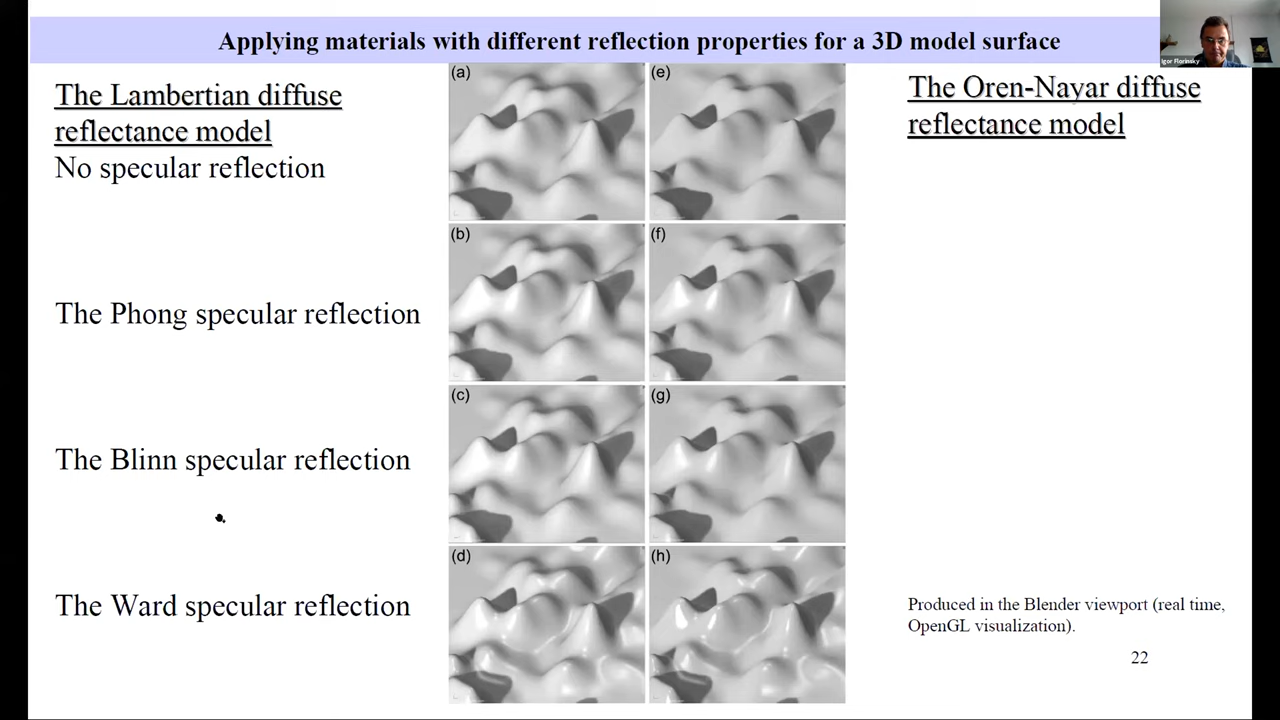 Applying materials with different reflection properties for a 3D model surface
Igor Florinsky
The Lambertian diffuse
reflectance model
No specular reflection
The Phong specular reflection
The Blinn specular reflection
The Ward specular reflection
(a)
(e)
(b)
(f)
(c)
(g)
(d)
(h)
The Oren-Nayar diffuse
reflectance model
Produced in the Blender viewport (real time,
OpenGL visualization).
22